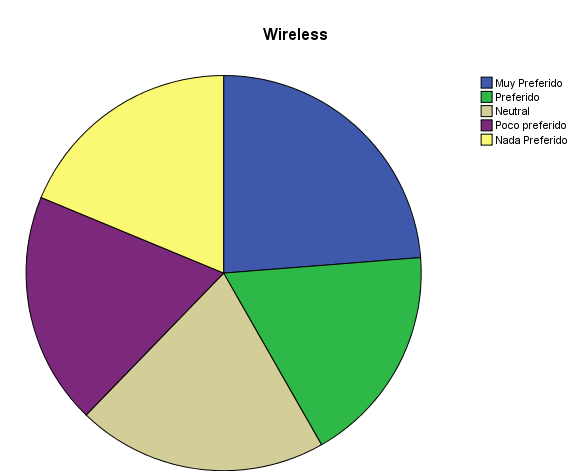 Wireless
Muy Preferido
Preferido
Neutral
Poco preferido
Nada Preferido